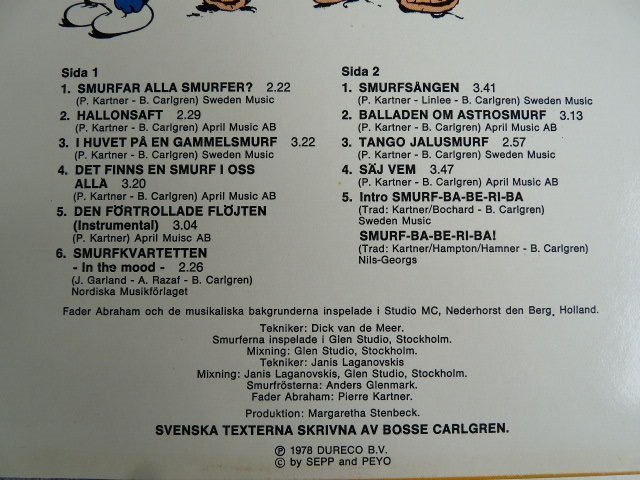 Sida 1
1. SMURFAR ALLA SMURFER? 2.22
(P. Kartner - B. Carlgren) Sweden Music
2. HALLONSAFT 2.29
(P. Kartner - B. Carlgren) April Music AB
3. I HUVET PÅ EN GAMMELSMURF 3.22
(P. Kartner - B. Carlgren) Sweden Music
4. DET FINNS EN SMURF I OSS
ALLA 3.20
(P. Kartner - B. Carlgren) April Music AB
5. DEN FÖRTROLLADE FLÖJTEN
(Instrumental) 3.04
(P. Kartner) April Muisc AB
6. SMURFKVARTETTEN
- In the mood - 2.26
(J. Garland - A. Razaf - B. Carlgren)
Nordiska Musikförlaget
Sida 2
1. SMURFSÅNGEN 3.41
(P. Kartner - Linlee - B. Carlgren) Sweden Music
2. BALLADEN OM ASTROSMURF 3.13
(P. Kartner - B. Carlgren) April Music AB
3. TANGO JALUSMURF 2.57
(P. Kartner - B. Carlgren) Sweden Music
4. SÄJ VEM 3.47
(P. Kartner - B. Carlgren) April Music AB
5. Intro SMURF-BA-BE-RI-BA
(Trad: Kartner/Bochard - B. Carlgren)
Sweden Music
SMURF-BA-BE-RI-BA!
(Trad: Kartner/Hampton/Hamner - B. Carlgren)
Nils-Georgs
Fader Abraham och de musikaliska bakgrunderna inspelade i Studio MC, Nederhorst den Berg, Holland.
Tekniker: Dick van de Meer.
Smurferna inspelade i Glen Studio, Stockholm.
Mixning: Glen Studio, Stockholm.
Tekniker: Janis Laganovskis
Mixning: Janis Laganovskis, Glen Studio, Stockholm.
Smurfrösterna: Anders Glenmark.
Fader Abraham: Pierre Kartner.
Produktion: Margaretha Stenbeck.
SVENSKA TEXTERNA SKRIVNA AV BOSSE CARLGREN.
℗ 1978 DURECO B.V.
© by SEPP and PEYO